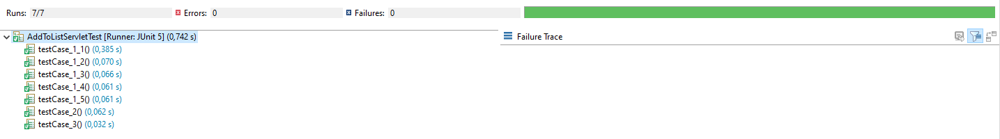 Runs: 7/7 Errors: 0 Failures: 0
AddToListServletTest [Runner: JUnit 5] (0,742 s)
Failure Trace
testCase_1_1() (0,385 s)
testCase_1_2() (0,070 s)
testCase_1_3() (0,066 s)
testCase_1_4() (0,061 s)
testCase_1_5() (0,061 s)
testCase_2() (0,062 s)
testCase_3() (0,032 s)